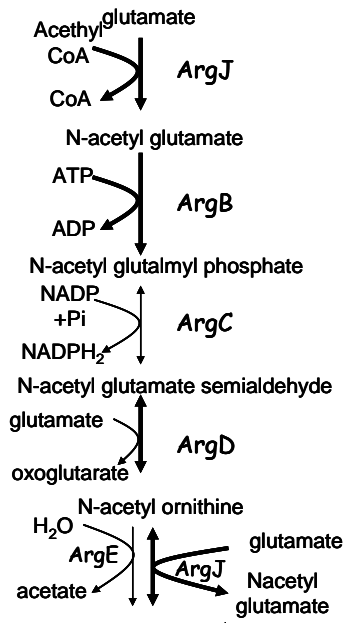 glutamate
Acethyl
CoA
ArgJ
CoA
N-acetyl glutamate
ATP
ArgB
ADP
N-acetyl glutalmyl phosphate
NADP
+Pi
ArgC
NADPH2
N-acetyl glutamate semialdehyde
glutamate
ArgD
oxoglutarate
N-acetyl ornithine
H2O
glutamate
ArgE
ArgJ
acetate
Nacetyl
glutamate